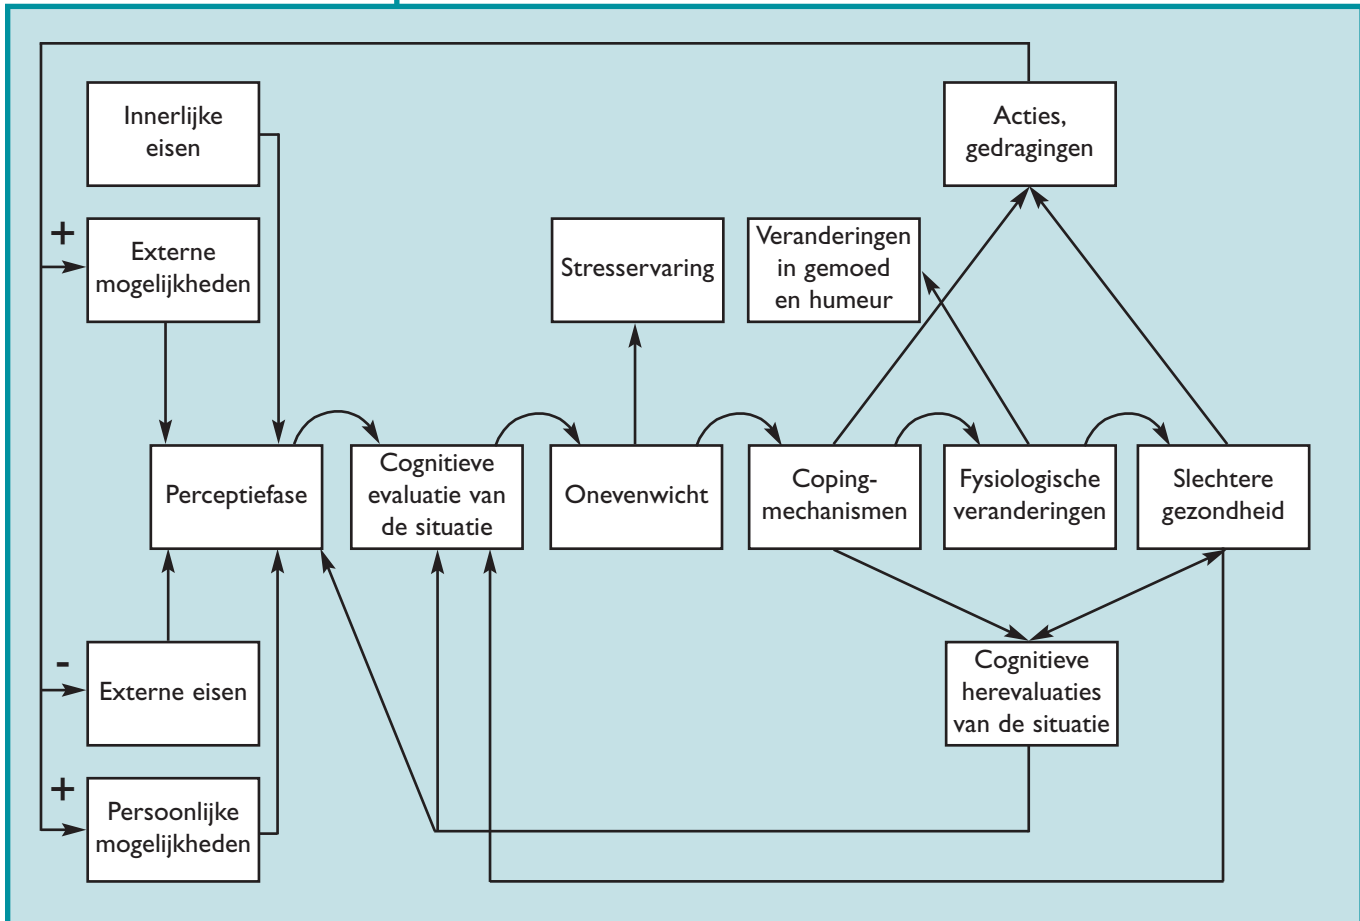 Innerlijke
eisen
Acties,
gedragingen
+
Externe
mogelijkheden
Stresservaring
Veranderingen
in gemoed
en humeur
Perceptiefase
Cognitieve
evaluatie van
de situatie
Onevenwicht
Coping-
mechanismen
Fysiologische
veranderingen
Slechtere
gezondheid
-
Externe eisen
Cognitieve
herevaluaties
van de situatie
+
Persoonlijke
mogelijkheden